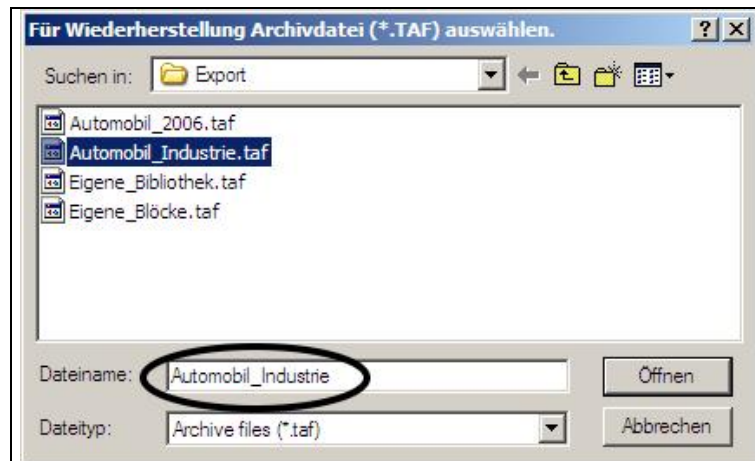 Für Wiederherstellung Archivdatei (*.TAF) auswählen.
Suchen in: Export
Automobil_2006.taf
Automobil_Industrie.taf
Eigene_Bibliothek.taf
Eigene_Blöcke.taf
Dateiname: Automobil_Industrie Öffnen
Dateityp: Archive files (*.taf) Abbrechen